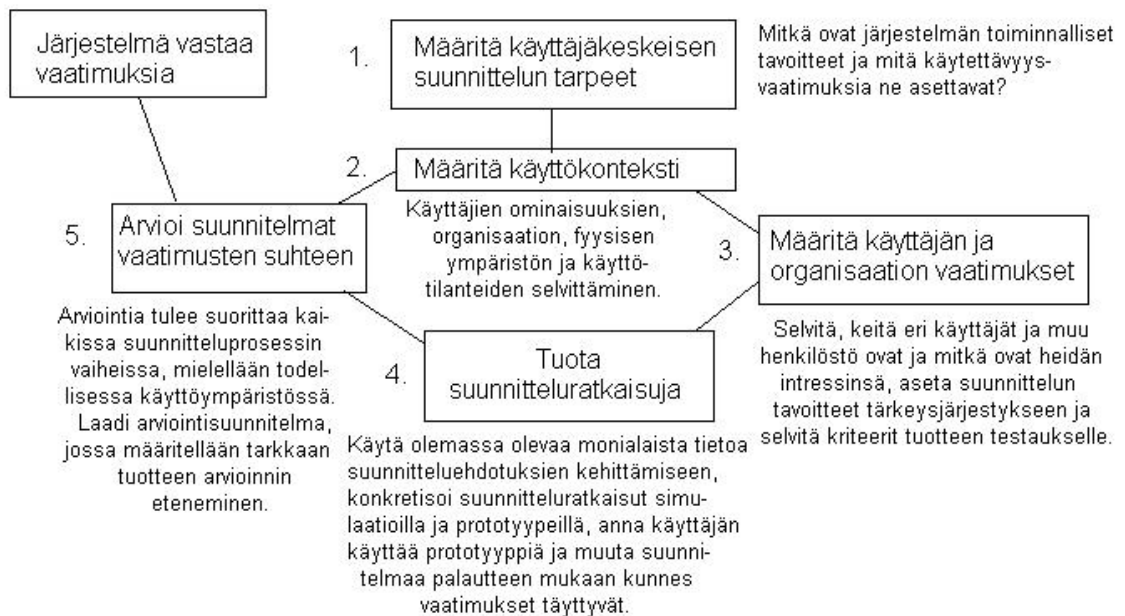 Järjestelmä vastaa
vaatimuksia
1.
Määritä käyttäjäkeskeisen
suunnittelun tarpeet
Mitkä ovat järjestelmän toiminnalliset
tavoitteet ja mitä käytettävyys-
vaatimuksia ne asettavat?
2.
Määritä käyttökonteksti
Käyttäjien ominaisuuksien,
organisaation, fyysisen
ympäristön ja käyttö-
tilanteiden selvittäminen.
3.
Määritä käyttäjän ja
organisaation vaatimukset
Selvitä, keitä eri käyttäjät ja muu
henkilöstö ovat ja mitkä ovat heidän
intressinsä, aseta suunnittelun
tavoitteet tärkeysjärjestykseen ja
selvitä kriteerit tuotteen testaukselle.
4.
Tuota
suunnitteluratkaisuja
Käytä olemassa olevaa monialaista tietoa
suunnitteluehdotuksien kehittämiseen,
konkretisoi suunnitteluratkaisut simu-
laatioilla ja prototyypeillä, anna käyttäjän
käyttää prototyyppiä ja muuta suunni-
telmaa palautteen mukaan kunnes
vaatimukset täyttyvät.
5.
Arvioi suunnitelmat
vaatimusten suhteen
Arviointia tulee suorittaa kai-
kissa suunnitteluprosessin
vaiheissa, mielellään todel-
lisessa käyttöympäristössä.
Laadi arviointisuunnitelma,
jossa määritellään tarkkaan
tuotteen arvioinnin
eteneminen.